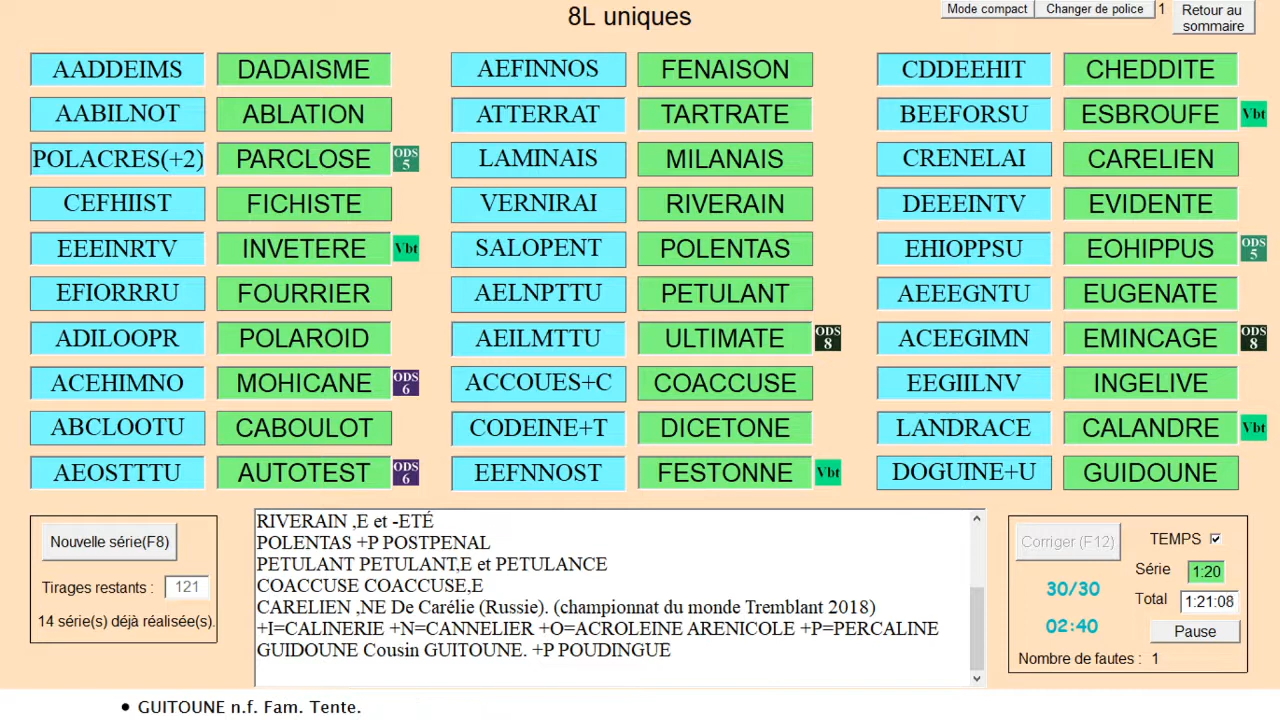 8L uniques
Mode compact Changer de police 1 Retour au sommaire
AADDEIMS DADAISME AEFINNOS FENAISON CDDEEHIT CHEDDITE
AABILNOT ABLATION ATTERRAT TARTRATE BEEFORSU ESBROUFE Vbt
POLACRES(+2) PARCLOSE ODS 5 LAMINAIS MILANAIS CRENELAI CARELIEN
CEFHIIST FICHISTE VERNIRAI RIVERAIN DEEEINTV EVIDENTE
EEEINRTV INVETERE Vbt SALOPENT POLENTAS EHIOPPSU EOHIPPUS ODS 5
EFIORRRU FOURRIER AELNPTTU PETULANT AEEEGNTU EUGENATE
ADILOOPR POLAROID AEILMTTU ULTIMATE ODS 8 ACEEGIMN EMINCAGE ODS 8
ACEHIMNO MOHICANE ODS 6 ACCOUES+C COACCUSE EEGIILNV INGELIVE
ABCLOOTU CABOULOT CODEINE+T DICETONE LANDRACE CALANDRE Vbt
AEOSTTTU AUTOTEST ODS 6 EEFNNOST FESTONNE Vbt DOGUINE+U GUIDOUNE
Nouvelle série(F8)
Tirages restants : 121
14 série(s) déjà réalisée(s).
RIVERAIN ,E et -ETÉ
POLENTAS +P POSTPENAL
PETULANT PETULANT,E et PETULANCE
COACCUSE COACCUSE,E
CARELIEN ,NE De Carélie (Russie). (championnat du monde Tremblant 2018)
+I=CALINERIE +N=CANNELIER +O=ACROLEINE ARENICOLE +P=PERCALINE
GUIDOUNE Cousin GUITOUNE. +P POUDINGUE
Corriger (F12) TEMPS
30/30 Série 1:20
02:40 Total 1:21:08
Pause
Nombre de fautes : 1
• GUITOUNE n.f. Fam. Tente.